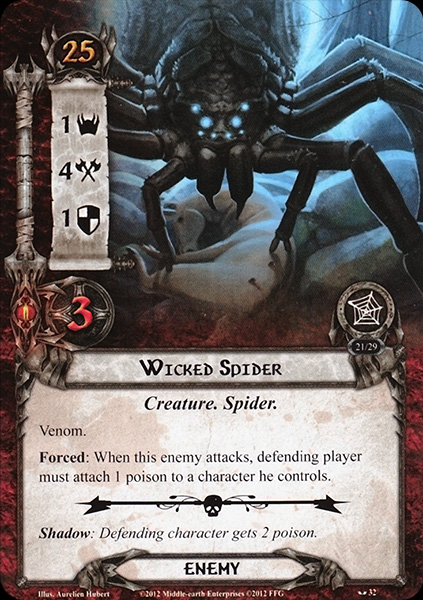 25
1
4
1
3
21/29
Wicked Spider
Creature. Spider.
Venom.
Forced: When this enemy attacks, defending player
must attach 1 poison to a character he controls.
Shadow: Defending character gets 2 poison.
ENEMY
Illus. Aurelien Hubert ©2012 Middle-earth Enterprises ©2012 FFG 32